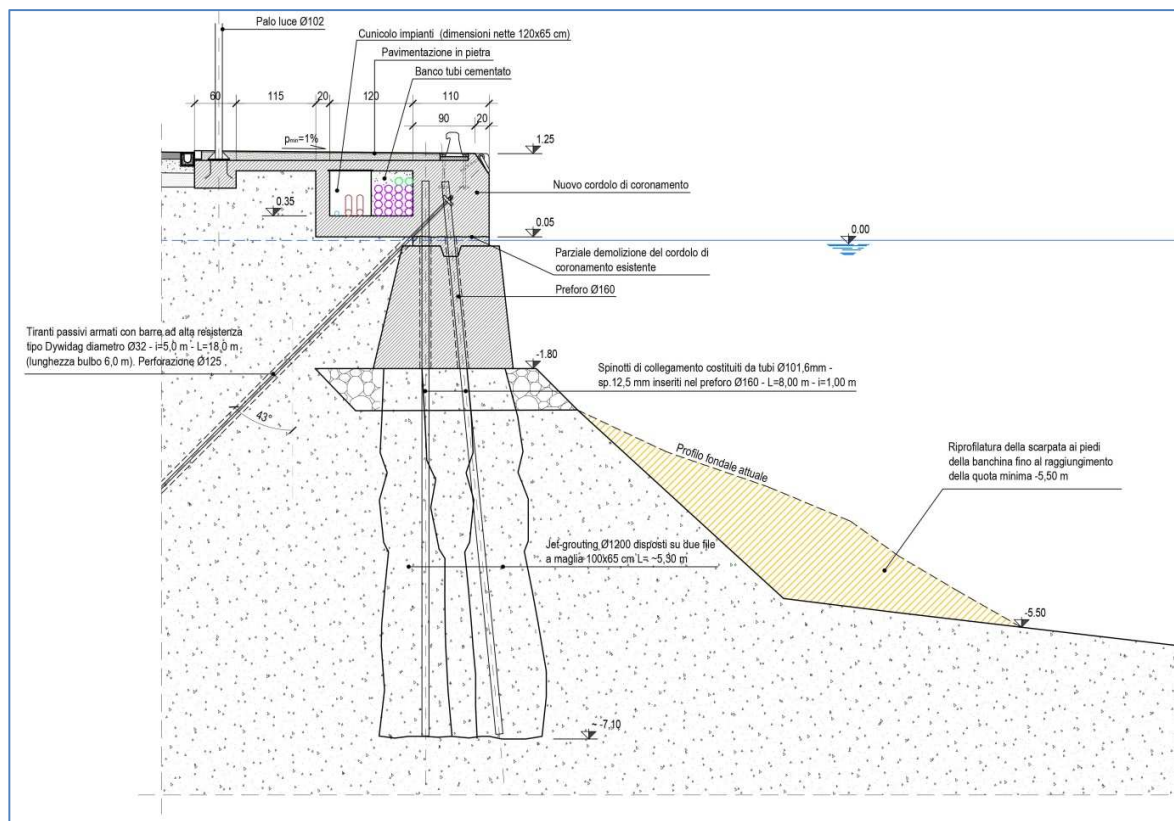 Palo luce Ø102
Cunicolo impianti (dimensioni nette 120x65 cm)
Pavimentazione in pietra
Banco tubi cementato
60
115
20
120
110
90
20
pmin=1%
1.25
Nuovo cordolo di coronamento
0.35
0.05
0.00
Parziale demolizione del cordolo di
coronamento esistente
Preforo Ø160
Tiranti passivi armati con barre ad alta resistenza
tipo Dywidag diametro Ø32 - i=5,0 m - L=18,0 m
(lunghezza bulbo 6,0 m). Perforazione Ø125
-1.80
Spinotti di collegamento costituiti da tubi Ø101,6mm -
sp.12,5 mm inseriti nel preforo Ø160 - L=8,00 m - i=1,00 m
43°
Profilo fondale attuale
Riprofilatura della scarpata ai piedi
della banchina fino al raggiungimento
della quota minima -5,50 m
Jet-grouting Ø1200 disposti su due file
a maglia 100x65 cm L= ~5,30 m
-5.50
~ -7.10